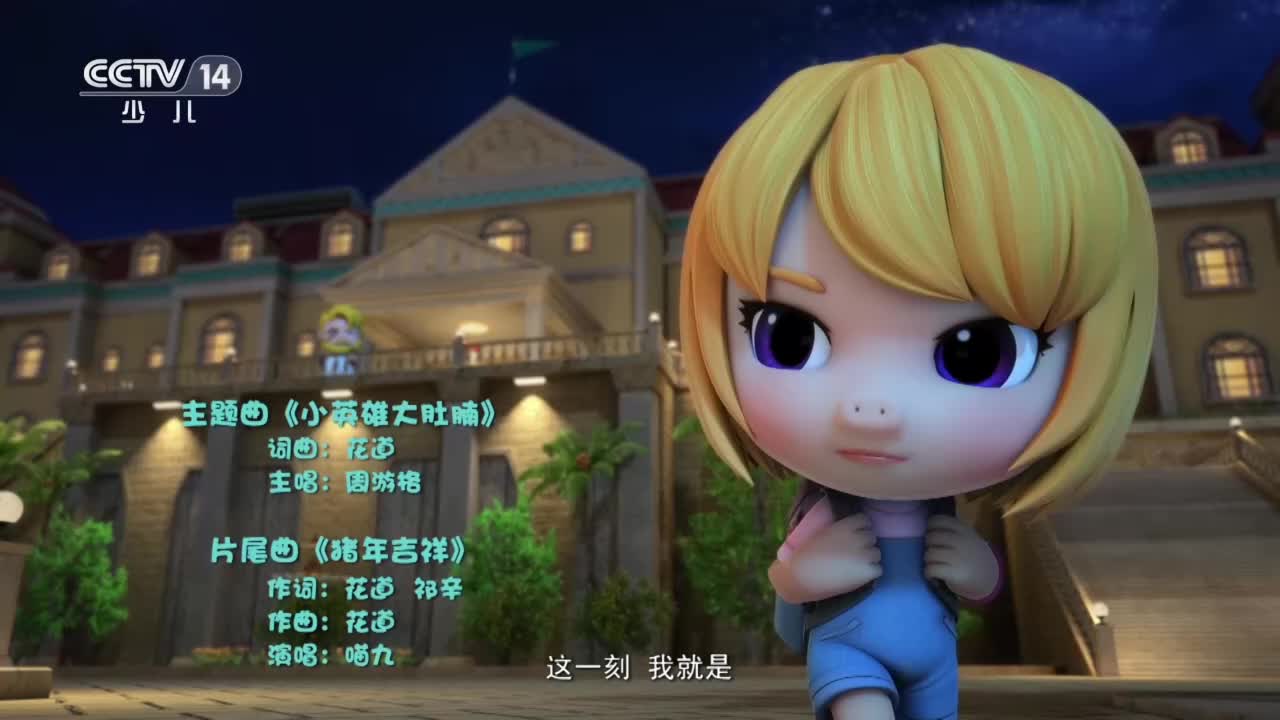 CCTV 14
少儿
主题曲《小英雄大肚腩》
词曲：花道
主唱：周游格
片尾曲《猪年吉祥》
作词：花道 祁辛
作曲：花道
演唱：喵九
这一刻 我就是